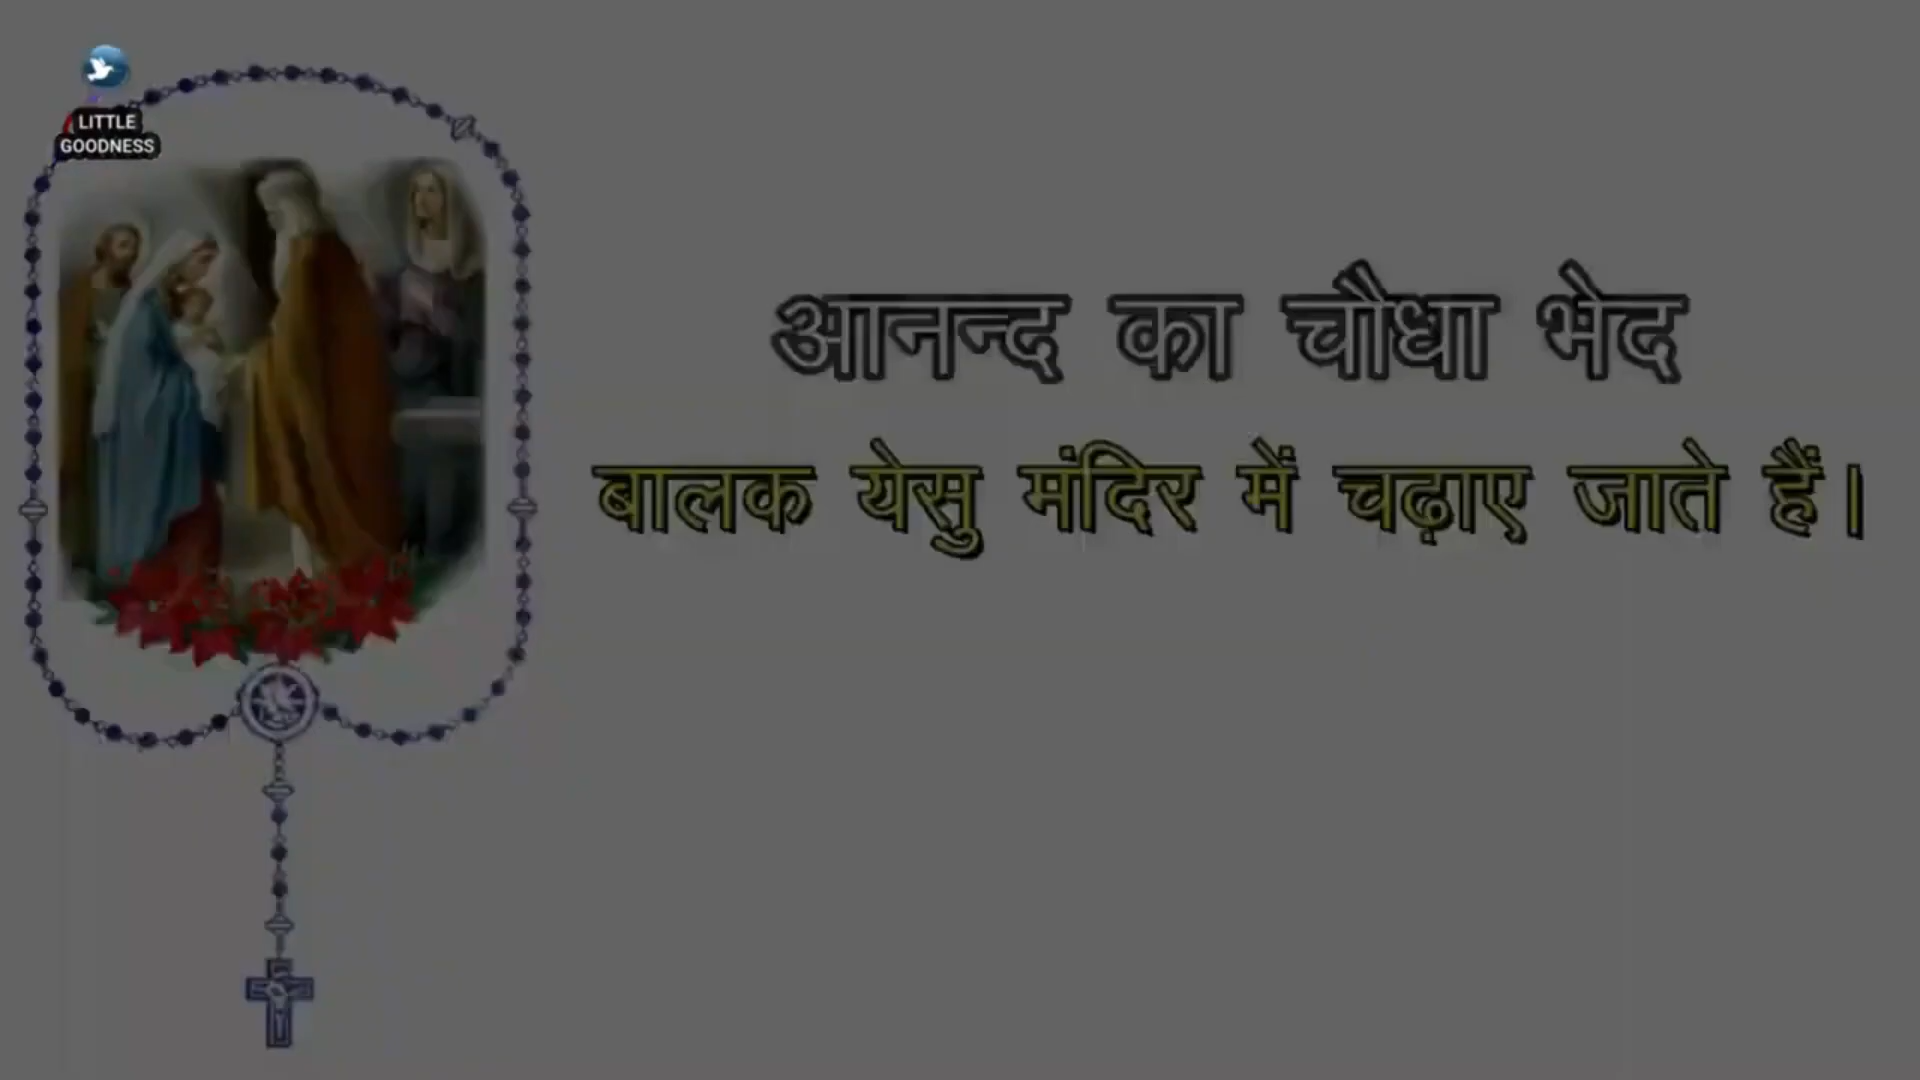 LITTLE
GOODNESS
आनन्द का चौधा भेद
बालक येसु मंदिर में चढ़ाए जाते हैं।